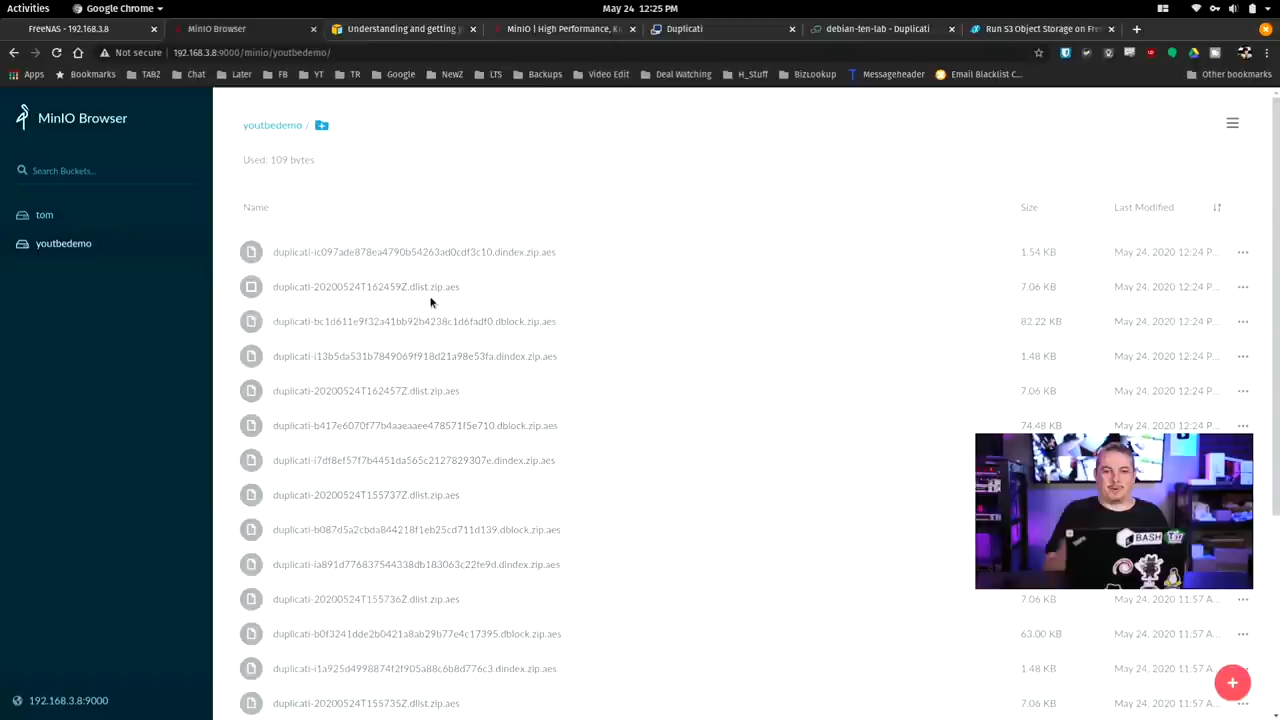 Activities Google Chrome May 24 12:25 PM
FreeNAS - 192.168.3.8 MinIO Browser Understanding and getting MinIO | High Performance, K Duplicati debian-ten-lab - Duplicati Run S3 Object Storage on Fre
Not secure 192.168.3.8:9000/minio/youtbedemo/
Apps Bookmarks TAB2 Chat Later FB YT TR Google NewZ LTS Backups Video Edit Deal Watching H_Stuff BizLookup Messageheader Email Blacklist C... Other bookmarks
MinIO Browser
Search Buckets...
tom
youtbedemo
192.168.3.8:9000
youtbedemo /
Used: 109 bytes
Name Size Last Modified
duplicati-ic097ade878ea4790b54263ad0cdf3c10.dindex.zip.aes 1.54 KB May 24, 2020 12:24 P...
duplicati-20200524T162459Z.dlist.zip.aes 7.06 KB May 24, 2020 12:24 P...
duplicati-bc1d611e9f32a41bb92b4238c1d6fadf0.dblock.zip.aes 82.22 KB May 24, 2020 12:24 P...
duplicati-i13b5da531b7849069f918d21a98e53fa.dindex.zip.aes 1.48 KB May 24, 2020 12:24 P...
duplicati-20200524T162457Z.dlist.zip.aes 7.06 KB May 24, 2020 12:24 P...
duplicati-b417e6070f77b4aaeaaee478571f5e710.dblock.zip.aes 74.48 KB May 24, 2020 12:24 P...
duplicati-i7df8ef57f7b4451da565c2127829307e.dindex.zip.aes
duplicati-20200524T155737Z.dlist.zip.aes
duplicati-b087d5a2cbda844218f1eb25cd711d139.dblock.zip.aes
duplicati-ia891d776837544338db183063c22fe9d.dindex.zip.aes
duplicati-20200524T155736Z.dlist.zip.aes 7.06 KB May 24, 2020 11:57 A...
duplicati-b0f3241dde2b0421a8ab29b77e4c17395.dblock.zip.aes 63.00 KB May 24, 2020 11:57 A...
duplicati-i1a925d4998874f2f905a88c6b8d776c3.dindex.zip.aes 1.48 KB May 24, 2020 11:57 A...
duplicati-20200524T155735Z.dlist.zip.aes 7.06 KB May 24, 2020 11:57 A...
BASH